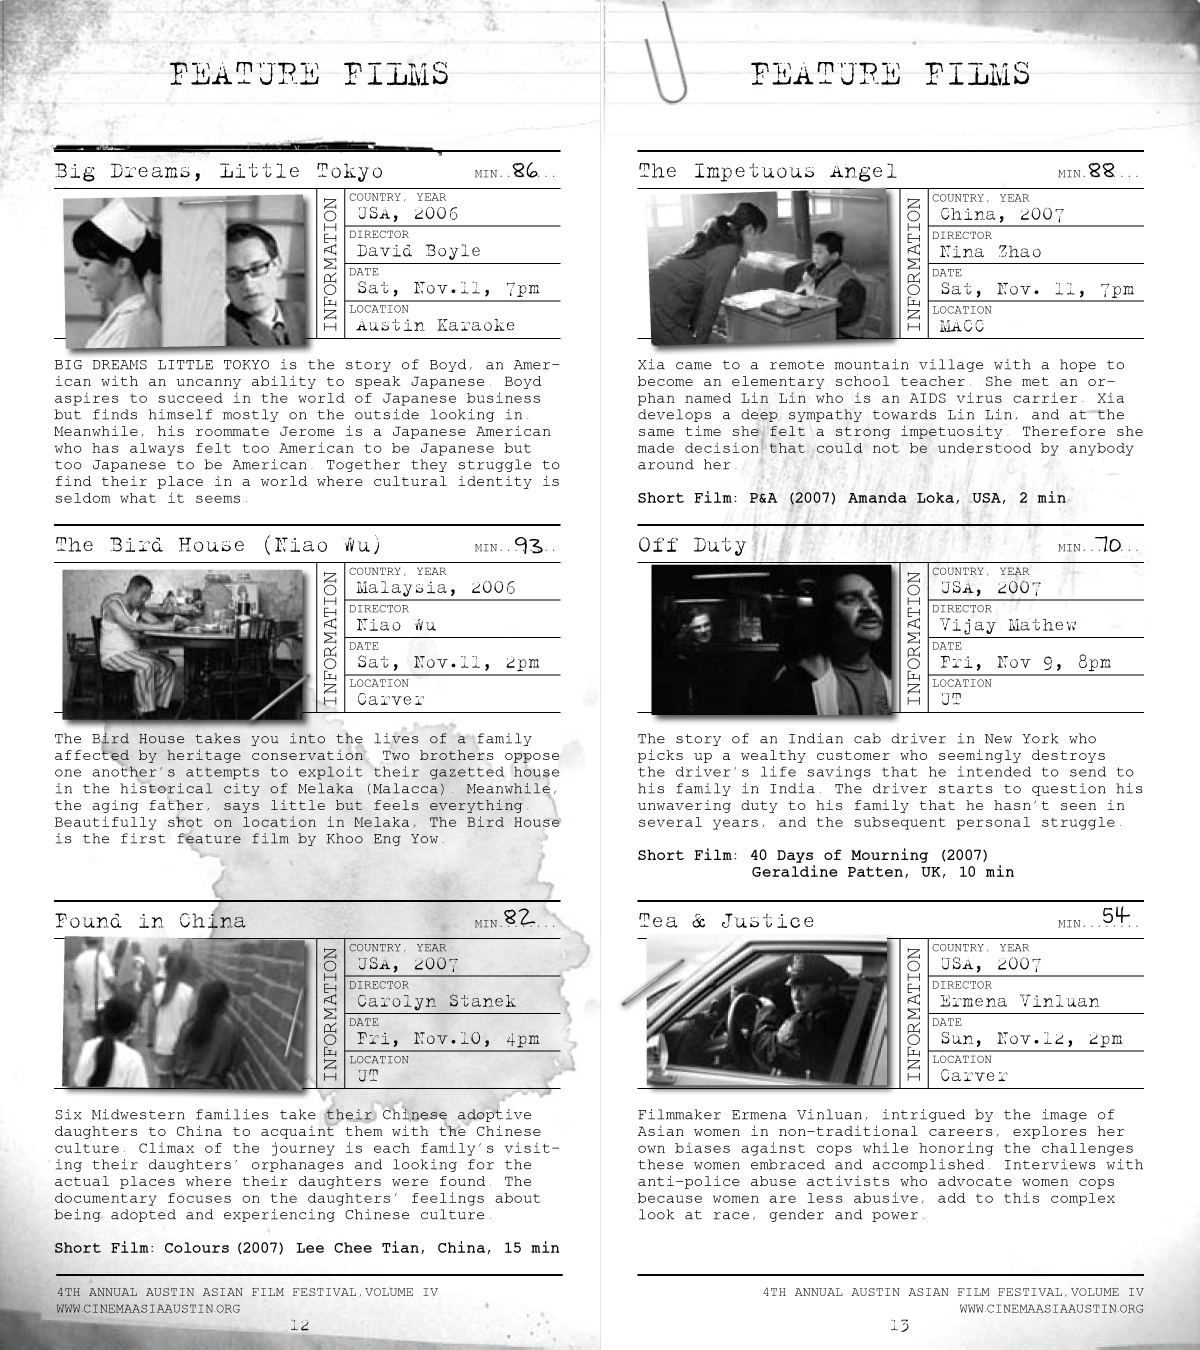 FEATURE FILMS
Big Dreams, Little Tokyo
MIN..86...
INFORMATION
COUNTRY, YEAR
USA, 2006
DIRECTOR
David Boyle
DATE
Sat, Nov.11, 7pm
LOCATION
Austin Karaoke
BIG DREAMS LITTLE TOKYO is the story of Boyd, an Amer-
ican with an uncanny ability to speak Japanese. Boyd
aspires to succeed in the world of Japanese business
but finds himself mostly on the outside looking in.
Meanwhile, his roommate Jerome is a Japanese American
who has always felt too American to be Japanese but
too Japanese to be American. Together they struggle to
find their place in a world where cultural identity is
seldom what it seems.
The Bird House (Niao Wu)
MIN..93..
INFORMATION
COUNTRY, YEAR
Malaysia, 2006
DIRECTOR
Niao Wu
DATE
Sat, Nov.11, 2pm
LOCATION
Carver
The Bird House takes you into the lives of a family
affected by heritage conservation. Two brothers oppose
one another's attempts to exploit their gazetted house
in the historical city of Melaka (Malacca). Meanwhile,
the aging father, says little but feels everything.
Beautifully shot on location in Melaka, The Bird House
is the first feature film by Khoo Eng Yow.
Found in China
MIN.82...
INFORMATION
COUNTRY, YEAR
USA, 2007
DIRECTOR
Carolyn Stanek
DATE
Fri, Nov.10, 4pm
LOCATION
UT
Six Midwestern families take their Chinese adoptive
daughters to China to acquaint them with the Chinese
culture. Climax of the journey is each family's visit-
ing their daughters' orphanages and looking for the
actual places where their daughters were found. The
documentary focuses on the daughters' feelings about
being adopted and experiencing Chinese culture.
Short Film: Colours (2007) Lee Chee Tian, China, 15 min
4TH ANNUAL AUSTIN ASIAN FILM FESTIVAL,VOLUME IV
WWW.CINEMAASIAAUSTIN.ORG
12
FEATURE FILMS
The Impetuous Angel
MIN.88...
INFORMATION
COUNTRY, YEAR
China, 2007
DIRECTOR
Nina Zhao
DATE
Sat, Nov. 11, 7pm
LOCATION
MACC
Xia came to a remote mountain village with a hope to
become an elementary school teacher. She met an or-
phan named Lin Lin who is an AIDS virus carrier. Xia
develops a deep sympathy towards Lin Lin, and at the
same time she felt a strong impetuosity. Therefore she
made decision that could not be understood by anybody
around her.
Short Film: P&A (2007) Amanda Loka, USA, 2 min
Off Duty
MIN..70...
INFORMATION
COUNTRY, YEAR
USA, 2007
DIRECTOR
Vijay Mathew
DATE
Fri, Nov 9, 8pm
LOCATION
UT
The story of an Indian cab driver in New York who
picks up a wealthy customer who seemingly destroys
the driver's life savings that he intended to send to
his family in India. The driver starts to question his
unwavering duty to his family that he hasn't seen in
several years, and the subsequent personal struggle.
Short Film: 40 Days of Mourning (2007)
Geraldine Patten, UK, 10 min
Tea & Justice
MIN...54...
INFORMATION
COUNTRY, YEAR
USA, 2007
DIRECTOR
Ermena Vinluan
DATE
Sun, Nov.12, 2pm
LOCATION
Carver
Filmmaker Ermena Vinluan, intrigued by the image of
Asian women in non-traditional careers, explores her
own biases against cops while honoring the challenges
these women embraced and accomplished. Interviews with
anti-police abuse activists who advocate women cops
because women are less abusive, add to this complex
look at race, gender and power.
4TH ANNUAL AUSTIN ASIAN FILM FESTIVAL,VOLUME IV
WWW.CINEMAASIAAUSTIN.ORG
13